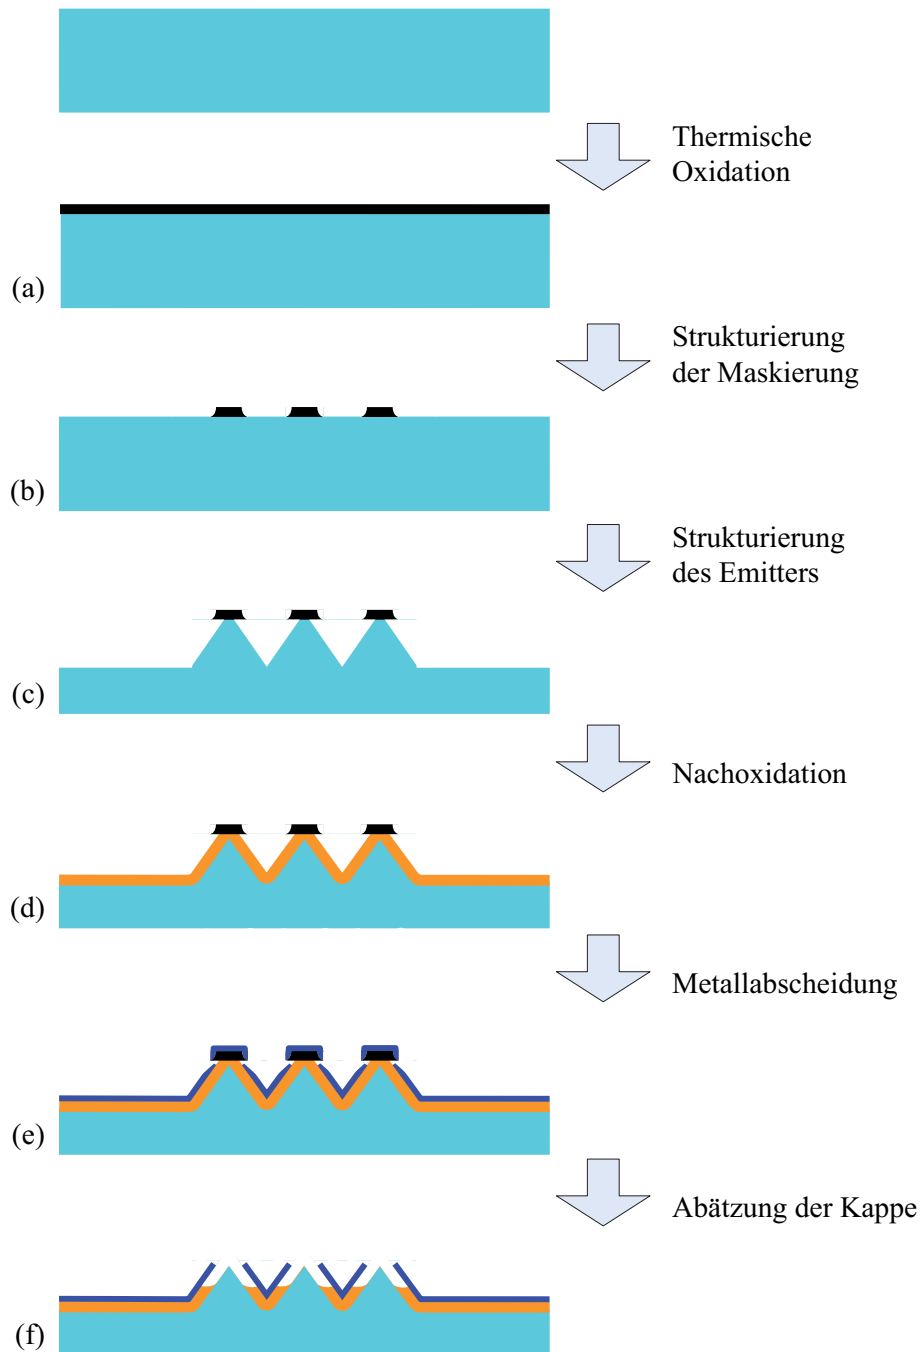 Thermische
Oxidation
(a)
Strukturierung
der Maskierung
(b)
Strukturierung
des Emitters
(c)
Nachoxidation
(d)
Metallabscheidung
(e)
Abätzung der Kappe
(f)